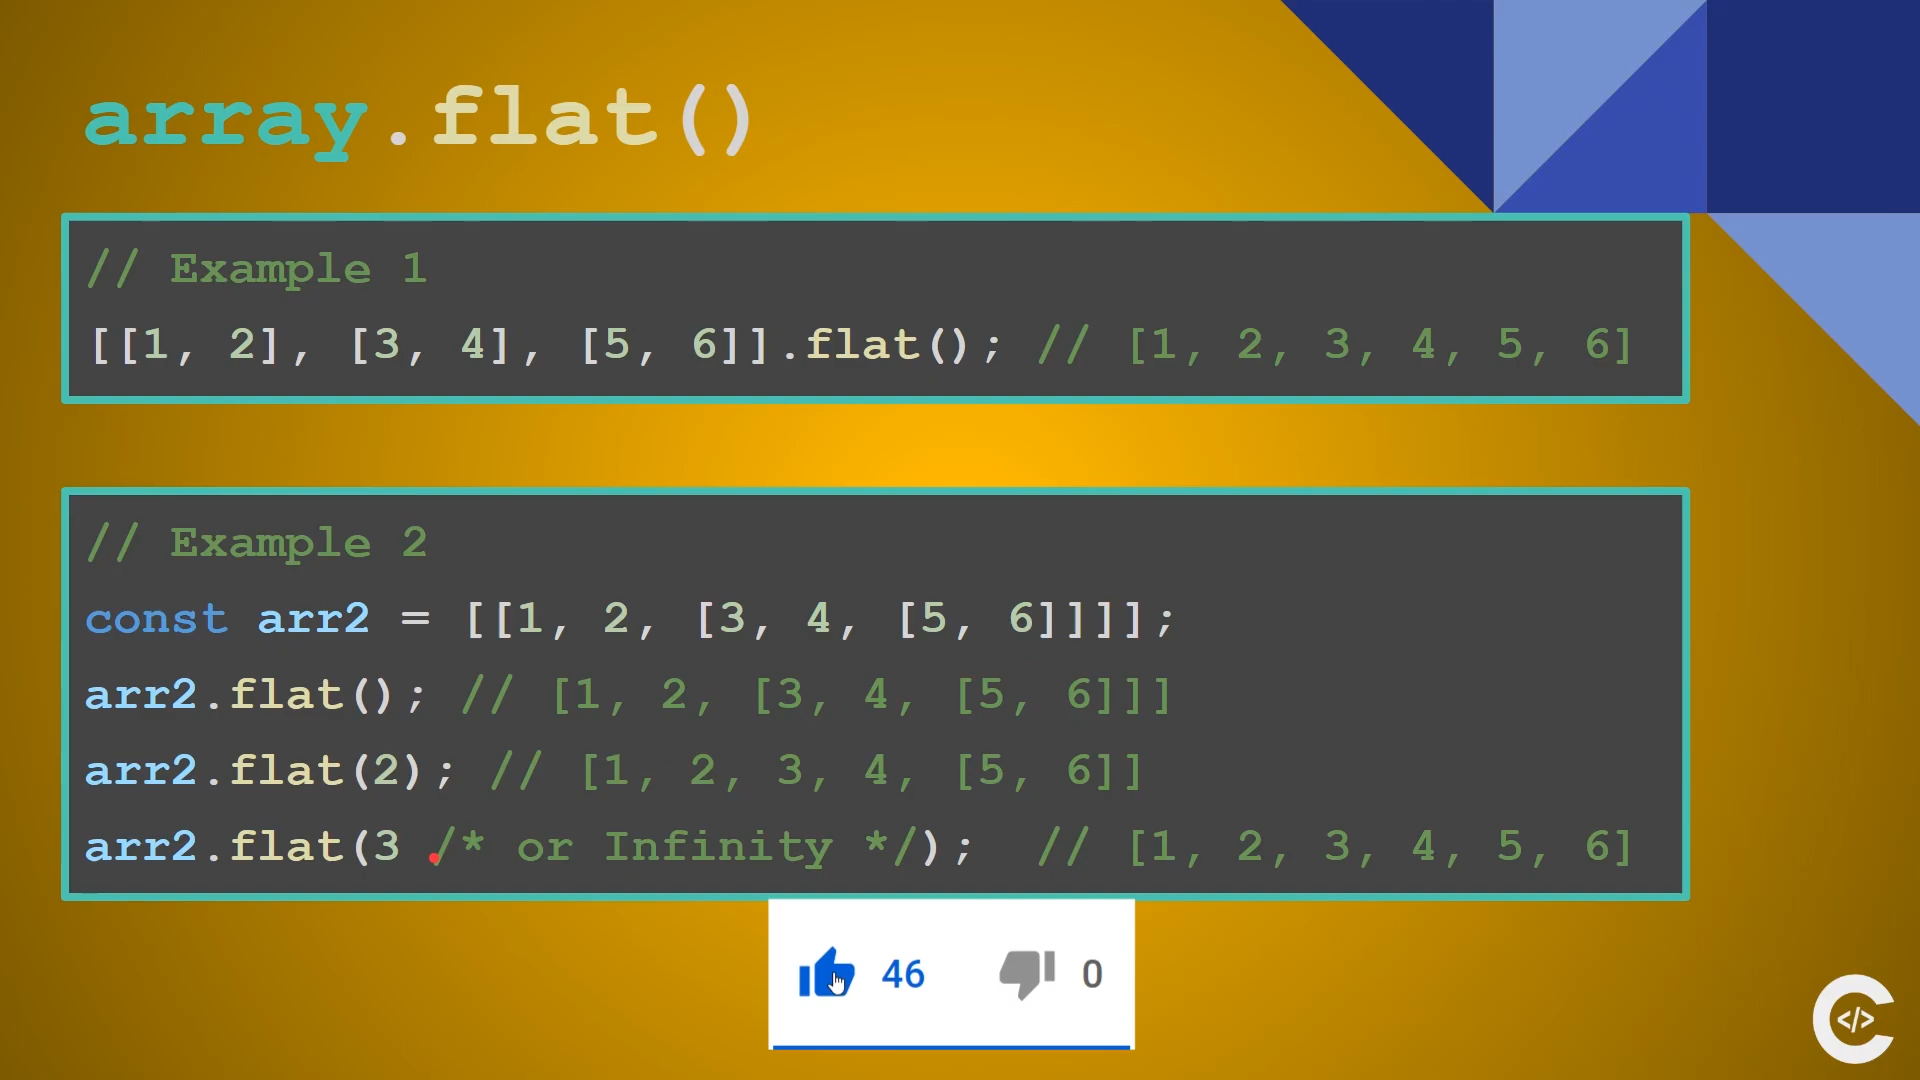 array.flat()
// Example 1
[[1, 2], [3, 4], [5, 6]].flat(); // [1, 2, 3, 4, 5, 6]
// Example 2
const arr2 = [[1, 2, [3, 4, [5, 6]]]];
arr2.flat(); // [1, 2, [3, 4, [5, 6]]]
arr2.flat(2); // [1, 2, 3, 4, [5, 6]]
arr2.flat(3 /* or Infinity */); // [1, 2, 3, 4, 5, 6]
46 0
C </>